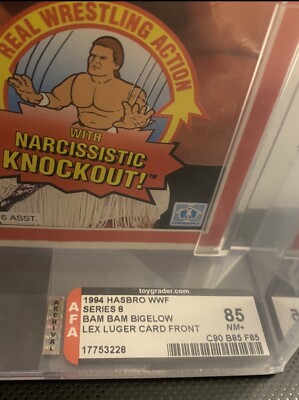 REAL WRESTLING ACTION
WITH
NARCISSISTIC
KNOCKOUT!™
6 ASST.
toygrader.com
ARCHIVAL
AFA
1994 HASBRO WWF
SERIES 8
BAM BAM BIGELOW
LEX LUGER CARD FRONT
17753228
85
NM+
C90 B85 F85